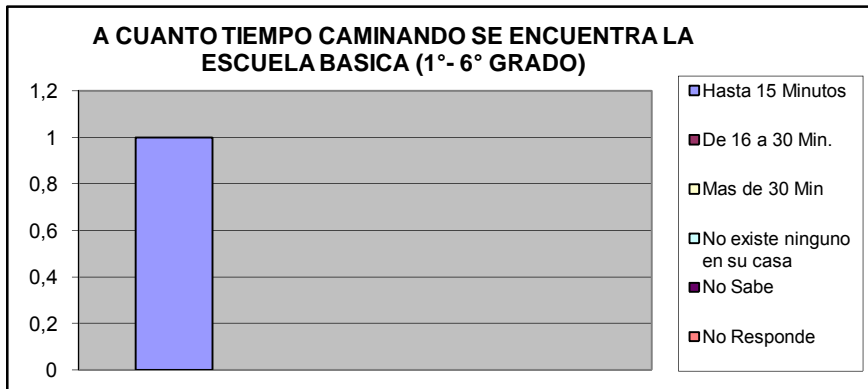 A CUANTO TIEMPO CAMINANDO SE ENCUENTRA LA
ESCUELA BASICA (1°- 6° GRADO)
1,2
1
0,8
0,6
0,4
0,2
0
Hasta 15 Minutos
De 16 a 30 Min.
Mas de 30 Min
No existe ninguno
en su casa
No Sabe
No Responde